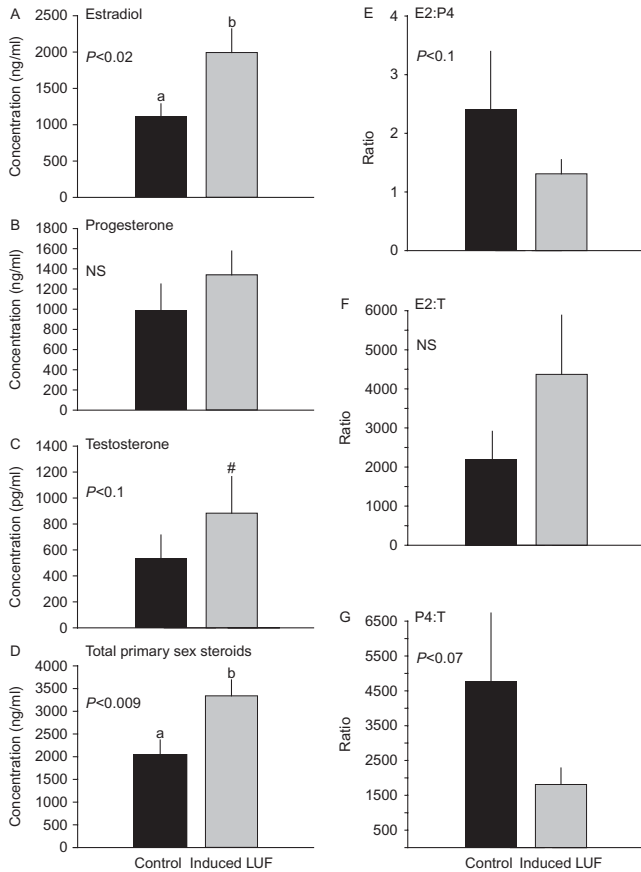 A Estradiol
Concentration (ng/ml)
2500
2000
1500
1000
500
0
P<0.02
a
b
B Progesterone
Concentration (ng/ml)
1800
1600
1400
1200
1000
800
600
400
200
0
NS
C Testosterone
Concentration (pg/ml)
1400
1200
1000
800
600
400
200
0
P<0.1
#
D Total primary sex steroids
Concentration (ng/ml)
4000
3500
3000
2500
2000
1500
1000
500
0
P<0.009
a
b
Control Induced LUF
E E2:P4
Ratio
4
3
2
1
0
P<0.1
F E2:T
Ratio
6000
5000
4000
3000
2000
1000
0
NS
G P4:T
Ratio
6500
5500
4500
3500
2500
1500
500
P<0.07
Control Induced LUF